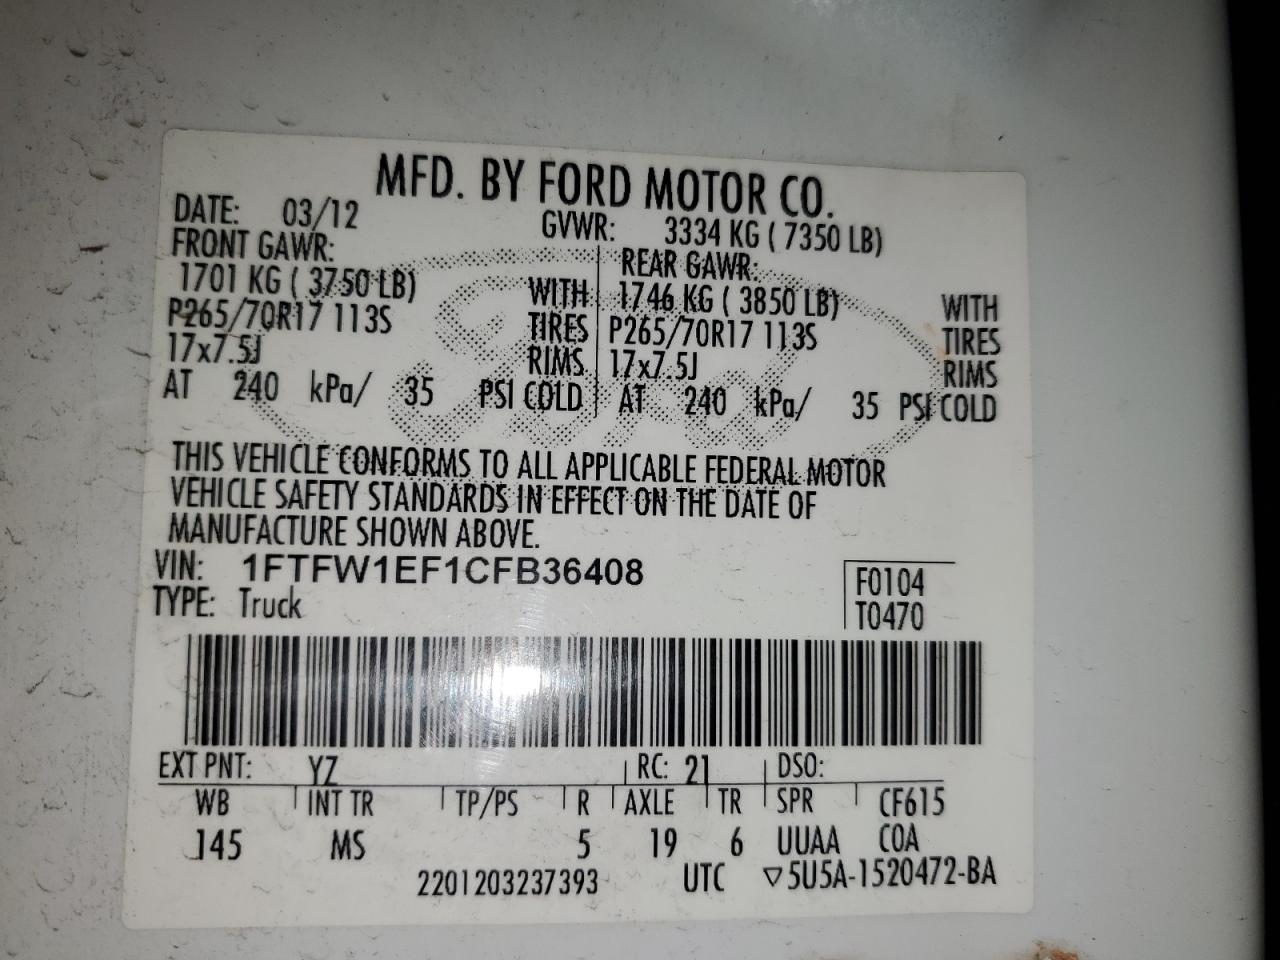 MFD. BY FORD MOTOR CO.
DATE: 03/12 GVWR: 3334 KG ( 7350 LB)
FRONT GAWR: REAR GAWR:
1701 KG ( 3750 LB) WITH 1746 KG ( 3850 LB) WITH
P265/70R17 113S TIRES P265/70R17 113S TIRES
17x7.5J RIMS 17x7.5J RIMS
AT 240 kPa/ 35 PSI COLD AT 240 kPa/ 35 PSI COLD
Ford
THIS VEHICLE CONFORMS TO ALL APPLICABLE FEDERAL MOTOR
VEHICLE SAFETY STANDARDS IN EFFECT ON THE DATE OF
MANUFACTURE SHOWN ABOVE.
VIN: 1FTFW1EF1CFB36408 F0104
TYPE: Truck T0470
EXT PNT: YZ RC: 21 DSO:
WB INT TR TP/PS R AXLE TR SPR CF615
145 MS 5 19 6 UUAA COA
2201203237393 UTC ▽5U5A-1520472-BA